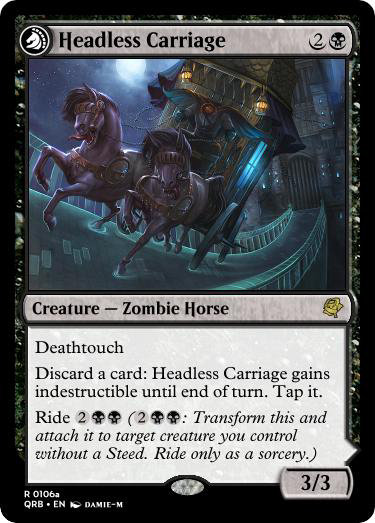 Headless Carriage 2
Creature — Zombie Horse
Deathtouch
Discard a card: Headless Carriage gains
indestructible until end of turn. Tap it.
Ride 2 (2: Transform this and
attach it to target creature you control
without a Steed. Ride only as a sorcery.)
3/3
R 0106a
QRB • EN DAMIE-M